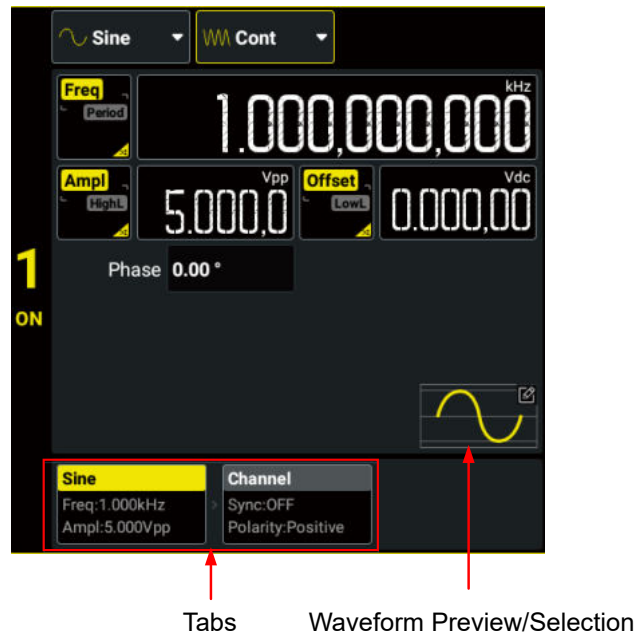 Sine Cont
Freq Period 1.000,000,000 kHz
Ampl HighL 5.000,0 Vpp Offset LowL 0.000,00 Vdc
1
Phase 0.00 °
ON
Sine Channel
Freq:1.000kHz Sync:OFF
Ampl:5.000Vpp Polarity:Positive
Tabs Waveform Preview/Selection